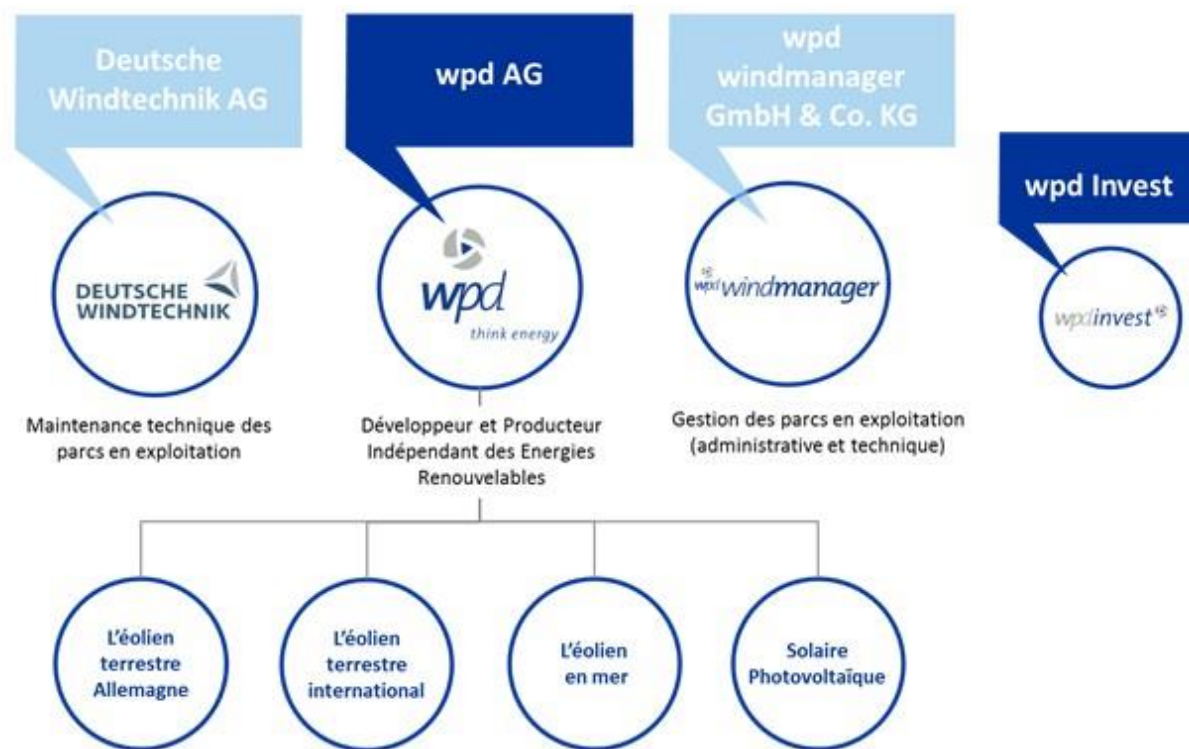 Deutsche
Windtechnik AG
wpd AG
wpd
windmanager
GmbH & Co. KG
wpd Invest
DEUTSCHE
WINDTECHNIK
wpd
think energy
wpd windmanager
wpdinvest
Maintenance technique des
parcs en exploitation
Développeur et Producteur
Indépendant des Energies
Renouvelables
Gestion des parcs en exploitation
(administrative et technique)
L'éolien
terrestre
Allemagne
L'éolien
terrestre
international
L'éolien
en mer
Solaire
Photovoltaïque